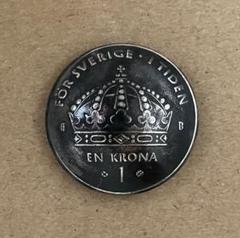 FÖR SVERIGE · I TIDEN
B
EN KRONA
· 1 ·